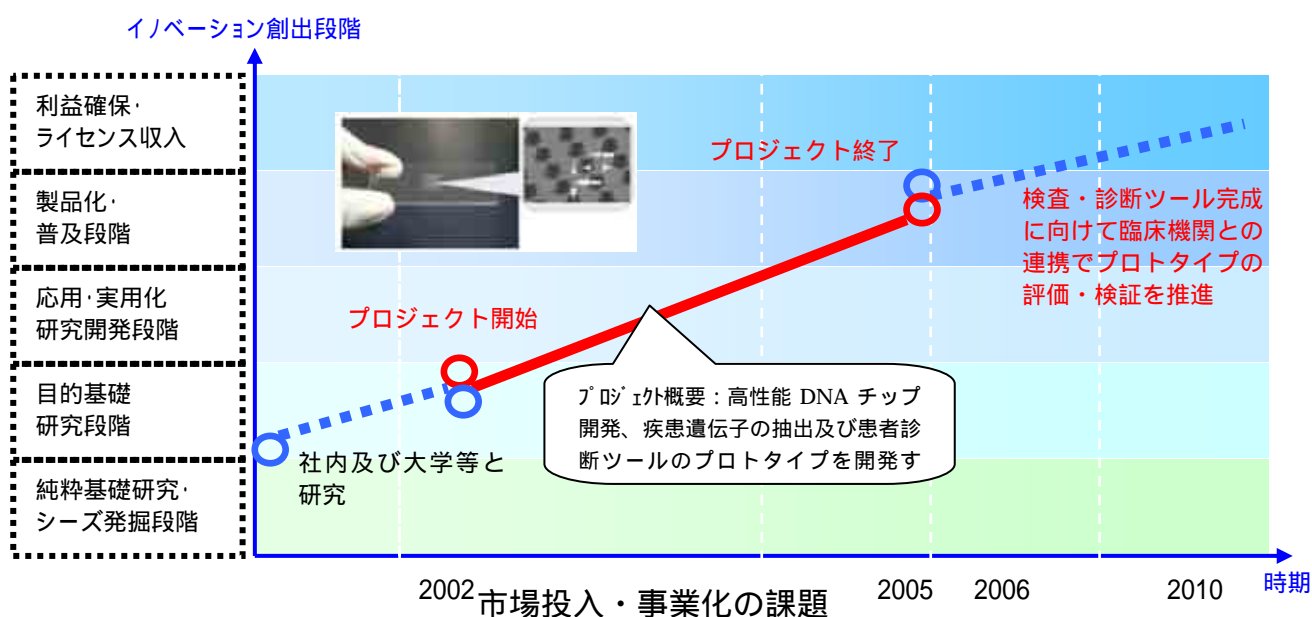 イノベーション創出段階
利益確保・
ライセンス収入
製品化・
普及段階
応用・実用化
研究開発段階
目的基礎
研究段階
純粋基礎研究・
シーズ発掘段階
プロジェクト終了
検査・診断ツール完成
に向けて臨床機関との
連携でプロトタイプの
評価・検証を推進
プロジェクト開始
プロジェクト概要：高性能 DNA チップ
開発、疾患遺伝子の抽出及び患者診
断ツールのプロトタイプを開発す
社内及び大学等と
研究
2002
2005
2006
2010
時期
市場投入・事業化の課題